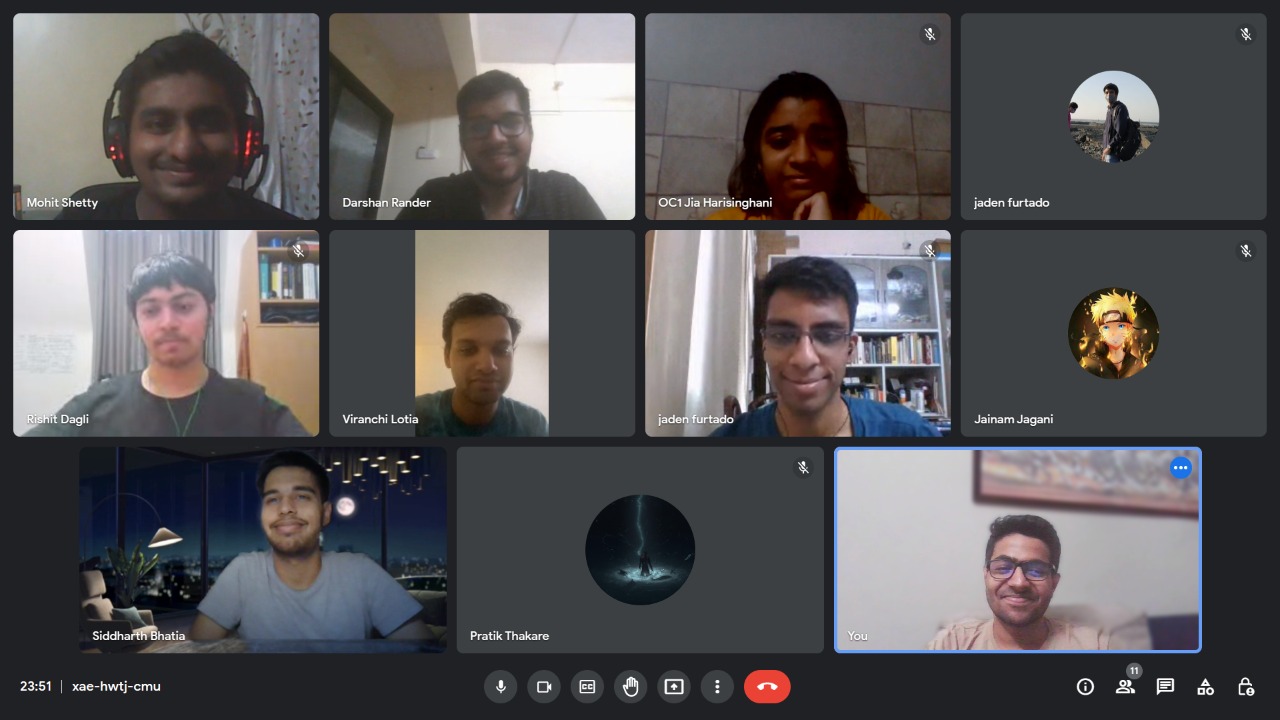 Mohit Shetty
Darshan Rander
OC1 Jia Harisinghani
jaden furtado
Rishit Dagli
Viranchi Lotia
jaden furtado
Jainam Jagani
Siddharth Bhatia
Pratik Thakare
You
23:51 | xae-hwtj-cmu
CC
11